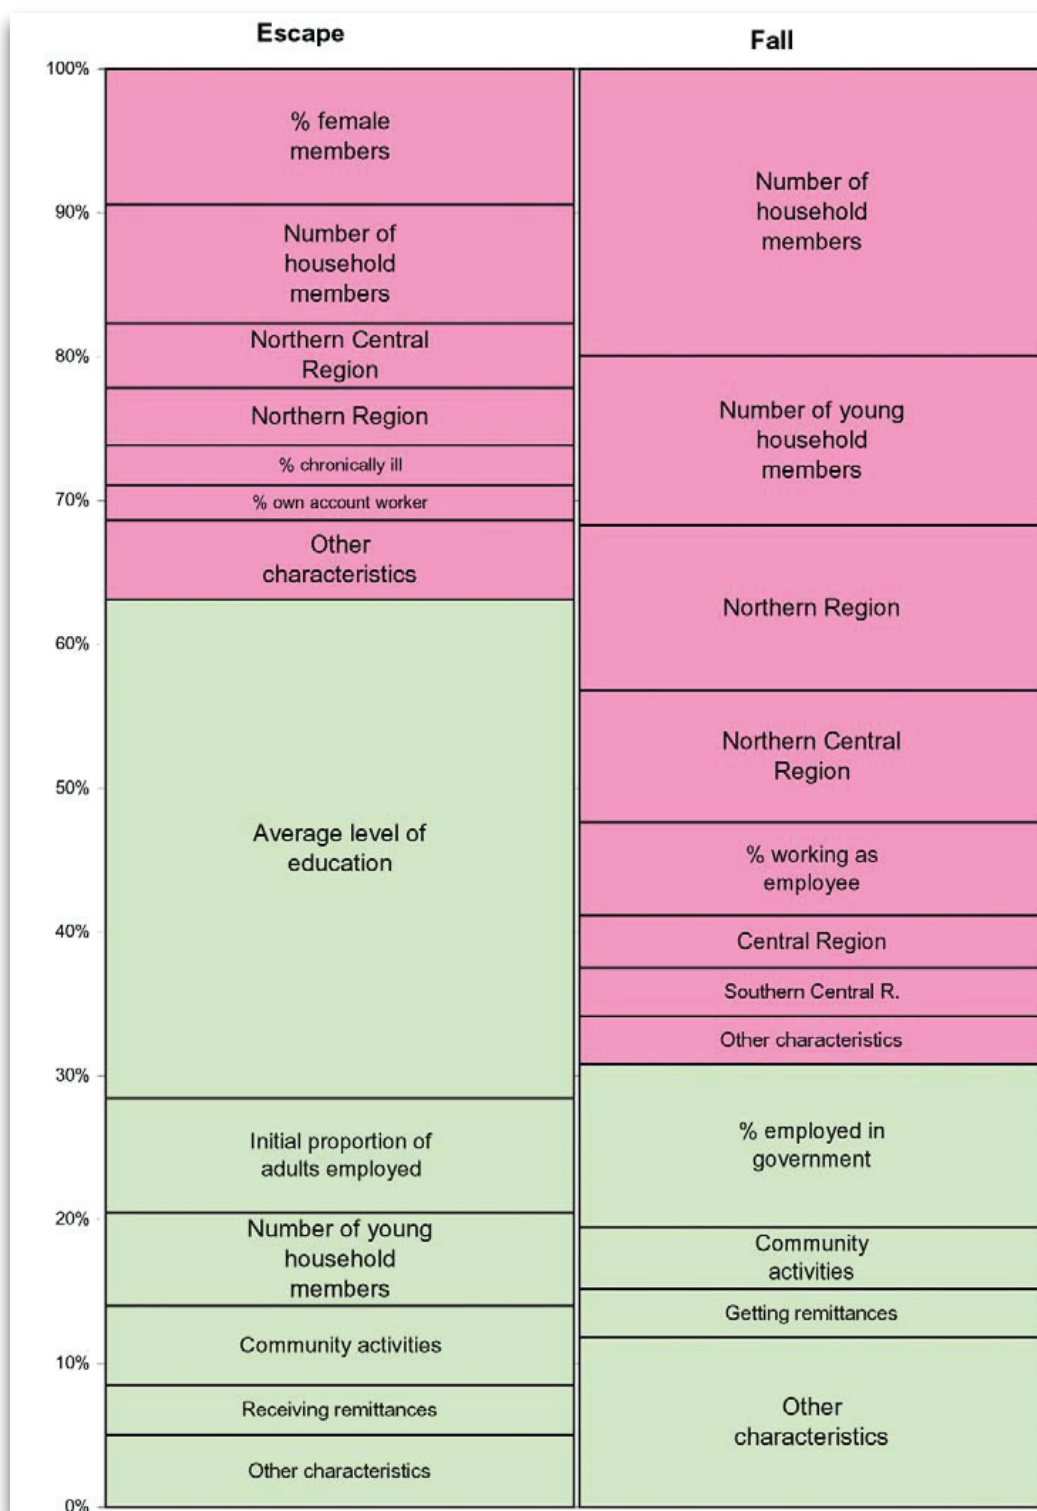 Escape
Fall
100%
90%
80%
70%
60%
50%
40%
30%
20%
10%
0%
% female
members
Number of
household
members
Northern Central
Region
Northern Region
% chronically ill
% own account worker
Other
characteristics
Average level of
education
Initial proportion of
adults employed
Number of young
household
members
Community activities
Receiving remittances
Other characteristics
Number of
household
members
Number of young
household
members
Northern Region
Northern Central
Region
% working as
employee
Central Region
Southern Central R.
Other characteristics
% employed in
government
Community
activities
Getting remittances
Other
characteristics